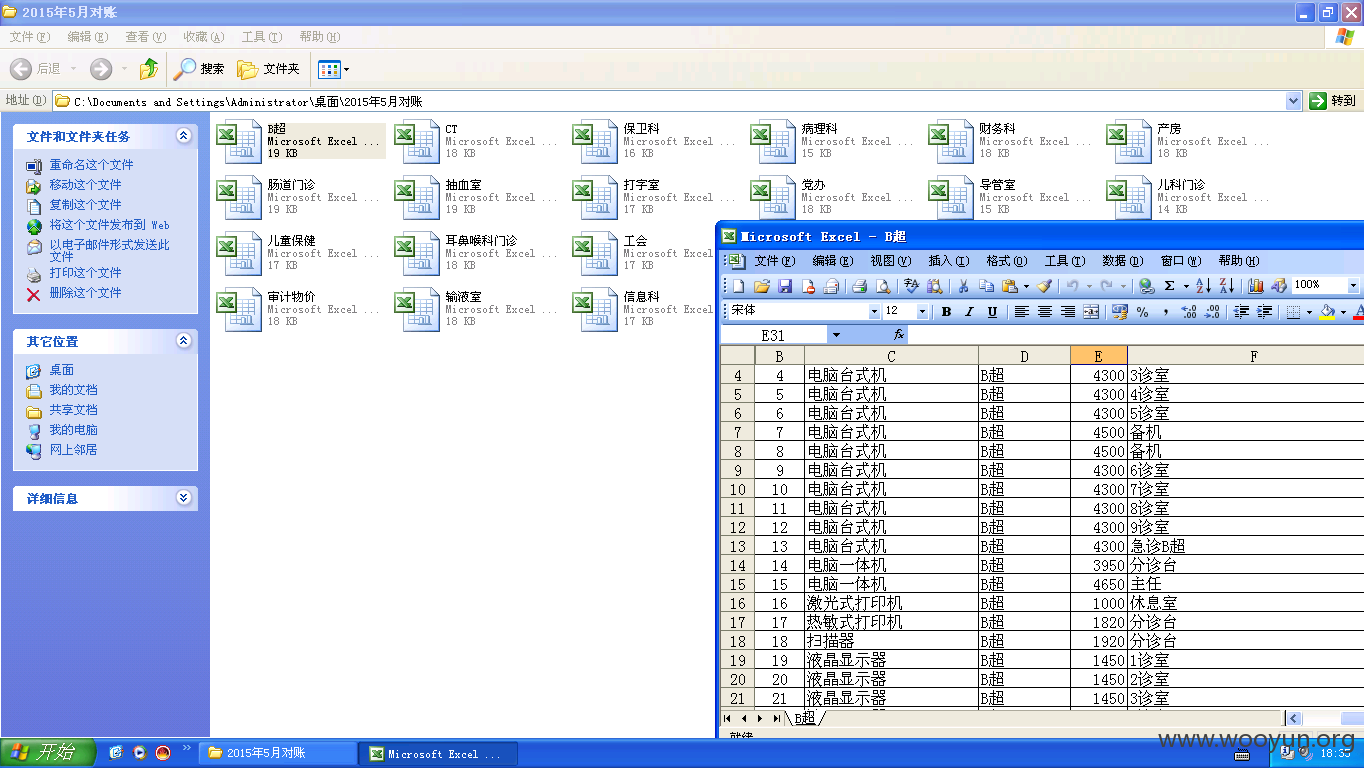 2015年5月对账
文件(F) 编辑(E) 查看(V) 收藏(A) 工具(T) 帮助(H)
后退 搜索 文件夹
地址(D) C:\Documents and Settings\Administrator\桌面\2015年5月对账 转到
文件和文件夹任务
重命名这个文件
移动这个文件
复制这个文件
将这个文件发布到 Web
以电子邮件形式发送此
文件
打印这个文件
删除这个文件
其它位置
桌面
我的文档
共享文档
我的电脑
网上邻居
详细信息
B超
Microsoft Excel ...
19 KB
CT
Microsoft Excel ...
18 KB
保卫科
Microsoft Excel ...
16 KB
病理科
Microsoft Excel ...
15 KB
财务科
Microsoft Excel ...
18 KB
产房
Microsoft Excel ...
18 KB
肠道门诊
Microsoft Excel ...
19 KB
抽血室
Microsoft Excel ...
19 KB
打字室
Microsoft Excel ...
17 KB
党办
Microsoft Excel ...
18 KB
导管室
Microsoft Excel ...
15 KB
儿科门诊
Microsoft Excel ...
14 KB
儿童保健
Microsoft Excel ...
17 KB
耳鼻喉科门诊
Microsoft Excel ...
18 KB
工会
Microsoft Excel
17 KB
审计物价
Microsoft Excel ...
18 KB
输液室
Microsoft Excel ...
18 KB
信息科
Microsoft Excel
17 KB
Microsoft Excel - B超
文件(F) 编辑(E) 视图(V) 插入(I) 格式(O) 工具(T) 数据(D) 窗口(W) 帮助(H)
100%
宋体 12 B I U % ,
E31 fx
B C D E F
4 4 电脑台式机 B超 4300 3诊室
5 5 电脑台式机 B超 4300 4诊室
6 6 电脑台式机 B超 4300 5诊室
7 7 电脑台式机 B超 4500 备机
8 8 电脑台式机 B超 4500 备机
9 9 电脑台式机 B超 4300 6诊室
10 10 电脑台式机 B超 4300 7诊室
11 11 电脑台式机 B超 4300 8诊室
12 12 电脑台式机 B超 4300 9诊室
13 13 电脑台式机 B超 4300 急诊B超
14 14 电脑一体机 B超 3950 分诊台
15 15 电脑一体机 B超 4650 主任
16 16 激光式打印机 B超 1000 休息室
17 17 热敏式打印机 B超 1820 分诊台
18 18 扫描器 B超 1920 分诊台
19 19 液晶显示器 B超 1450 1诊室
20 20 液晶显示器 B超 1450 2诊室
21 21 液晶显示器 B超 1450 3诊室
B超
就绪
www.wooyun.org
开始 2015年5月对账 Microsoft Excel ... 18:35